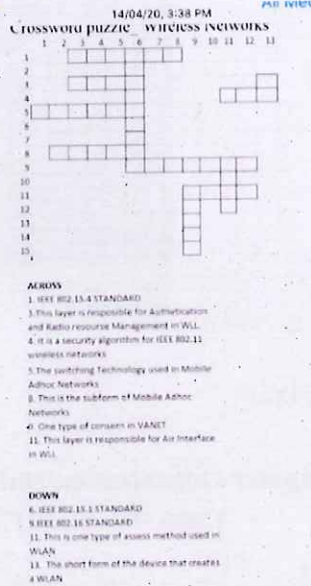 14/04/20, 3:38 PM
Crossword puzzle_ Wireless Networks
1 2 3 4 5 6 7 8 9 10 11 12 13
1
2
3
4
5
6
7
8
9
10
11
12
13
14
15
ACROSS
1. IEEE 802.15.4 STANDARD
3.This layer is resposible for Authetication
and Radio resourse Management in WLL.
4. It is a security algorithm for IEEE 802.11
wireless networks
5.The switching Technology used in Mobile
Adhoc Networks
8. This is the subform of Mobile Adhoc
Networks
9. One type of consern in VANET
11. This layer is responsible for Air Interface
in WLL
DOWN
6. IEEE 802.15.1 STANDARD
9.IEEE 802.16 STANDARD
11. This is one type of assess method used in
WLAN
13. The short form of the device that creates
a WLAN